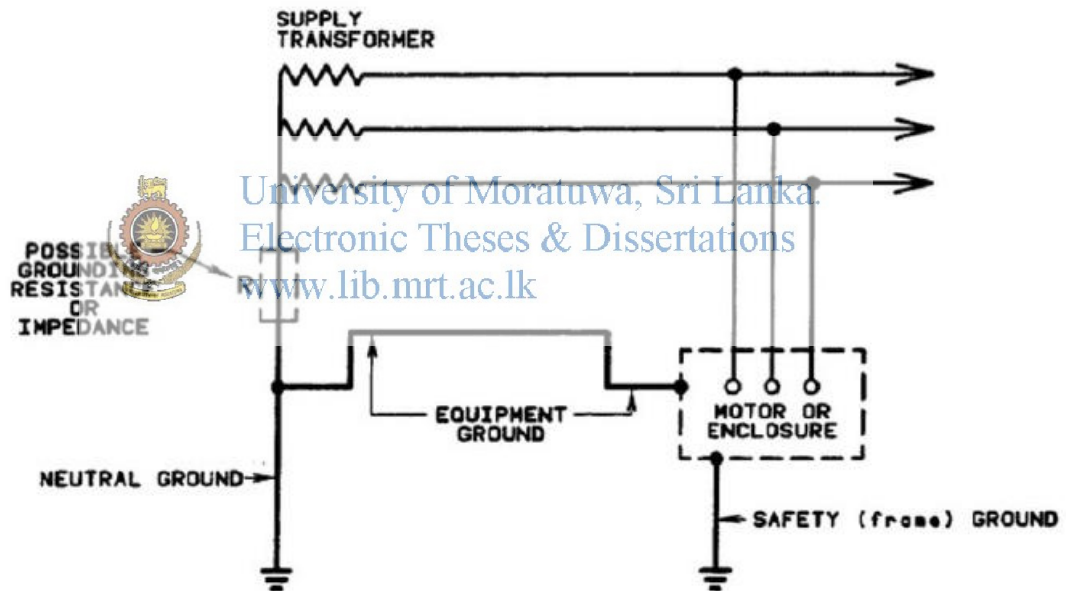 SUPPLY
TRANSFORMER
University of Moratuwa, Sri Lanka.
Electronic Theses & Dissertations
www.lib.mrt.ac.lk
POSSIBLE
GROUNDING
RESISTANCE
OR
IMPEDANCE
R
EQUIPMENT
GROUND
MOTOR OR
ENCLOSURE
NEUTRAL GROUND
SAFETY (frame) GROUND